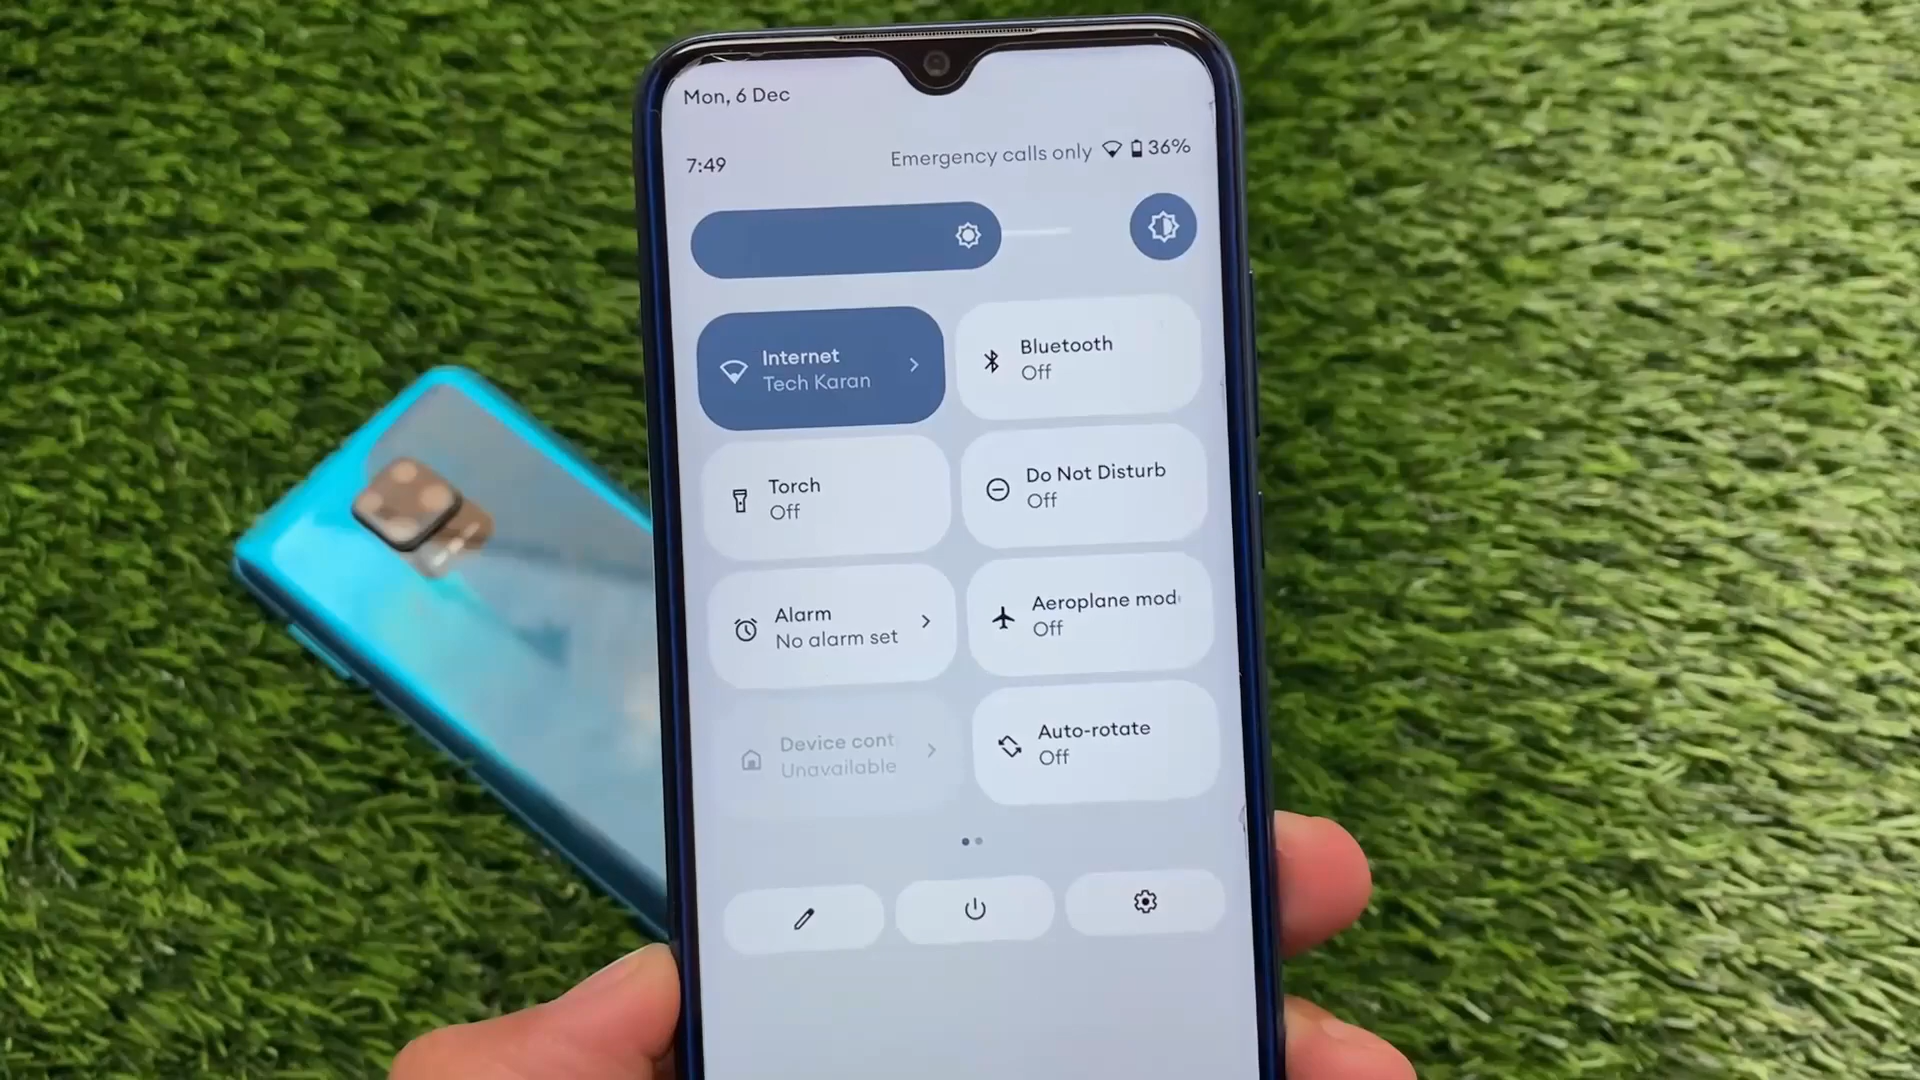 Mon, 6 Dec
7:49
Emergency calls only 36%
Internet
Tech Karan
Bluetooth
Off
Torch
Off
Do Not Disturb
Off
Alarm
No alarm set
Aeroplane mod
Off
Device cont
Unavailable
Auto-rotate
Off